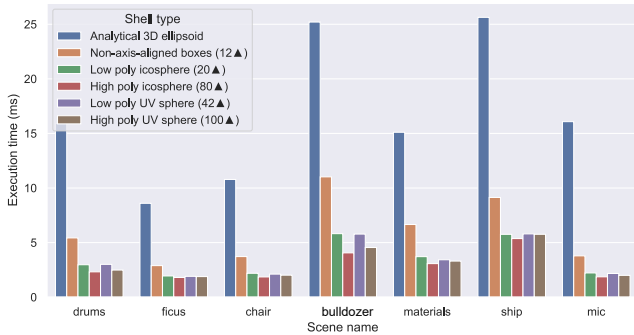 Shell type
Analytical 3D ellipsoid
Non-axis-aligned boxes (12▲)
Low poly icosphere (20▲)
High poly icosphere (80▲)
Low poly UV sphere (42▲)
High poly UV sphere (100▲)
Execution time (ms)
25
20
15
10
5
0
drums ficus chair bulldozer materials ship mic
Scene name